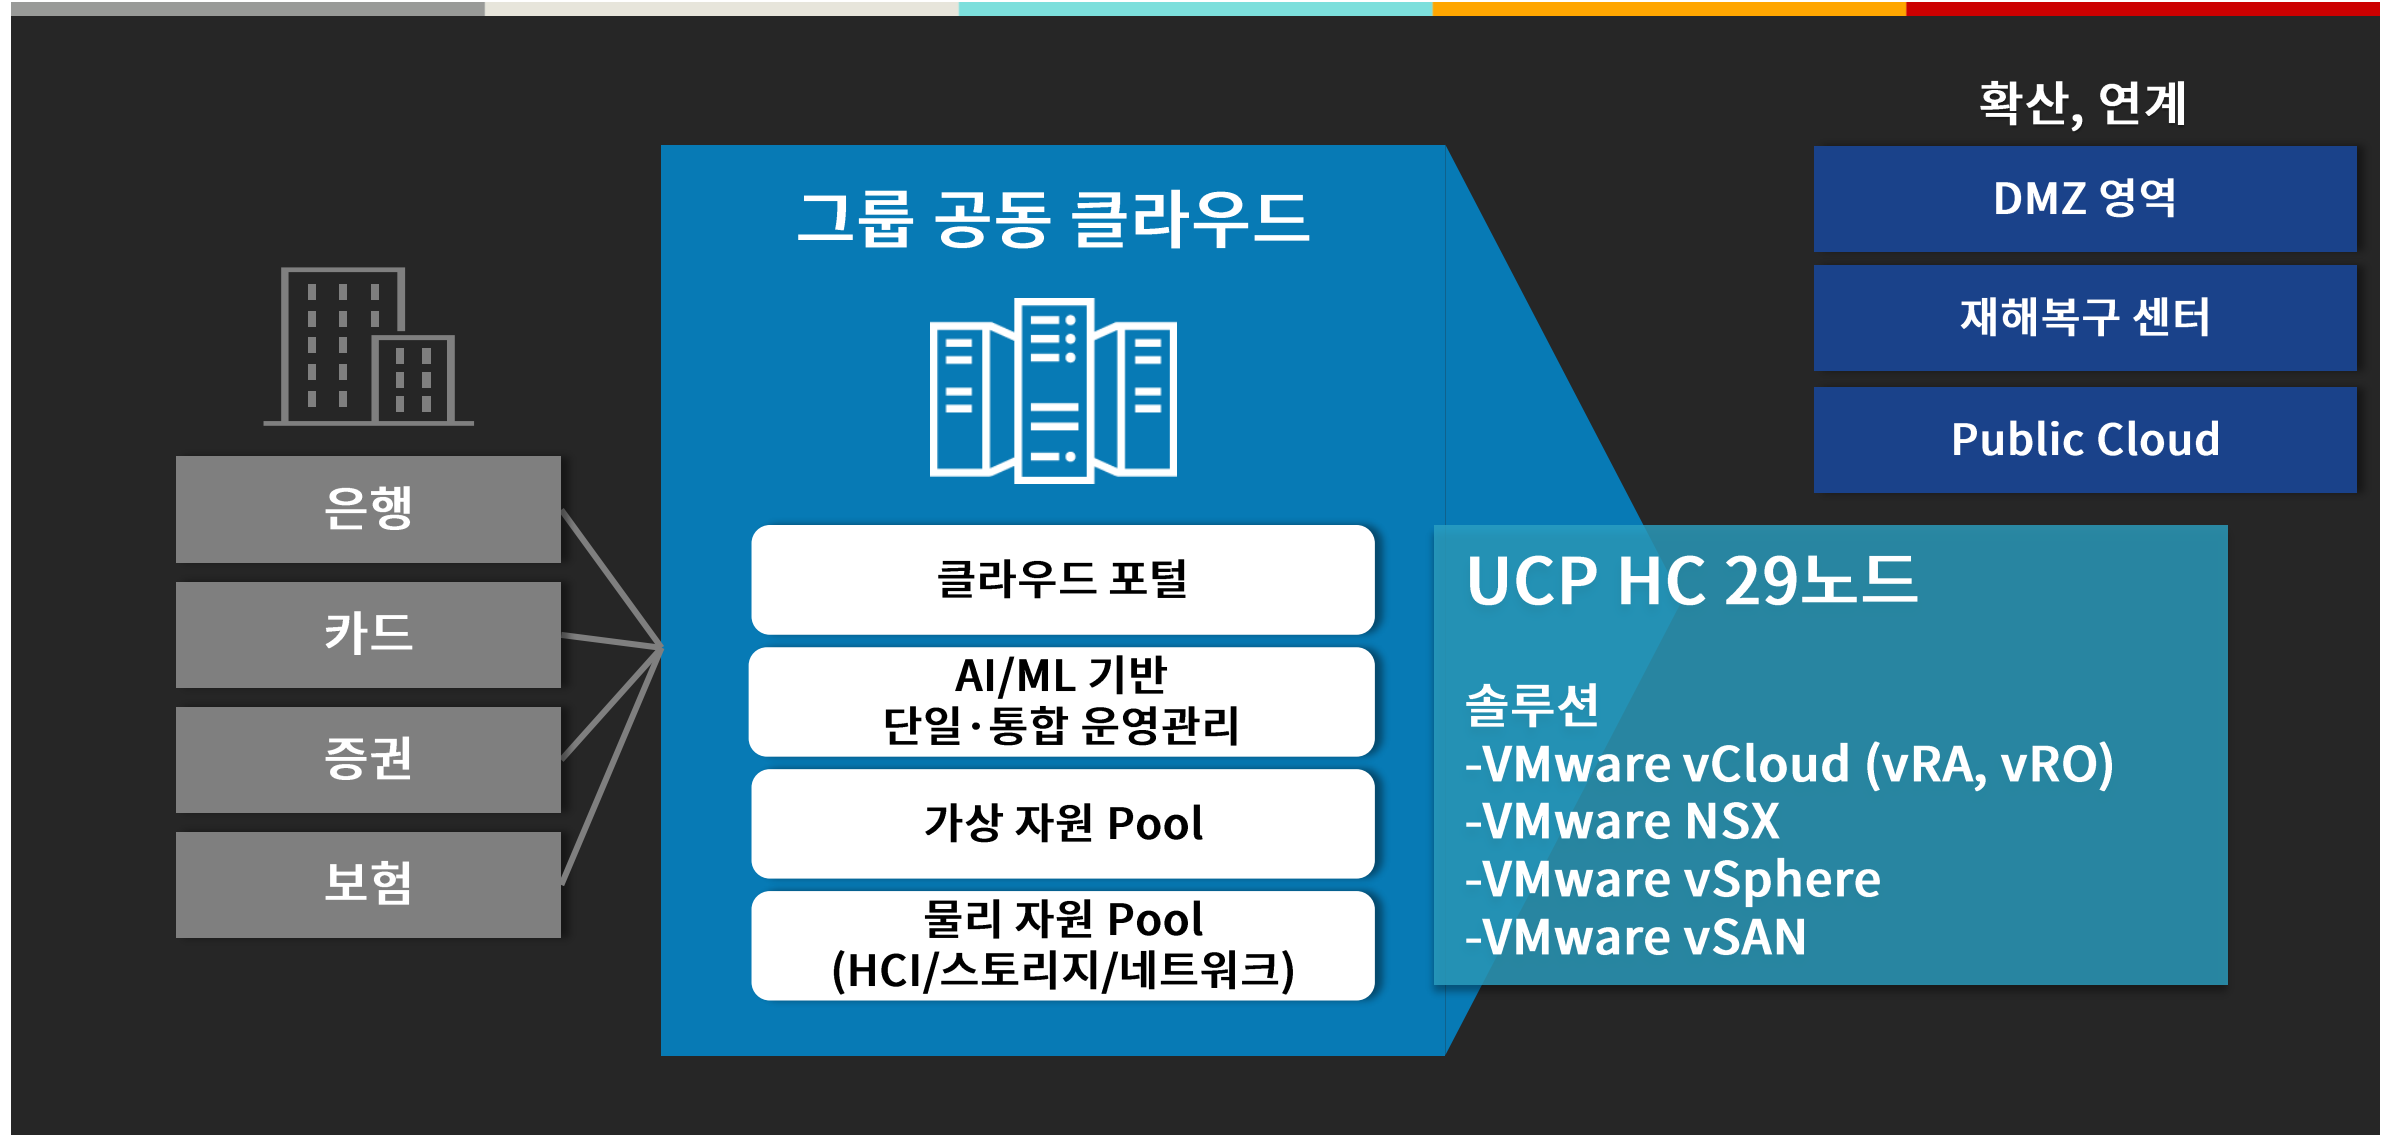 확산, 연계
DMZ 영역
재해복구 센터
Public Cloud
그룹 공동 클라우드
은행
카드
증권
보험
클라우드 포털
AI/ML 기반
단일·통합 운영관리
가상 자원 Pool
물리 자원 Pool
(HCI/스토리지/네트워크)
UCP HC 29노드
솔루션
-VMware vCloud (vRA, vRO)
-VMware NSX
-VMware vSphere
-VMware vSAN